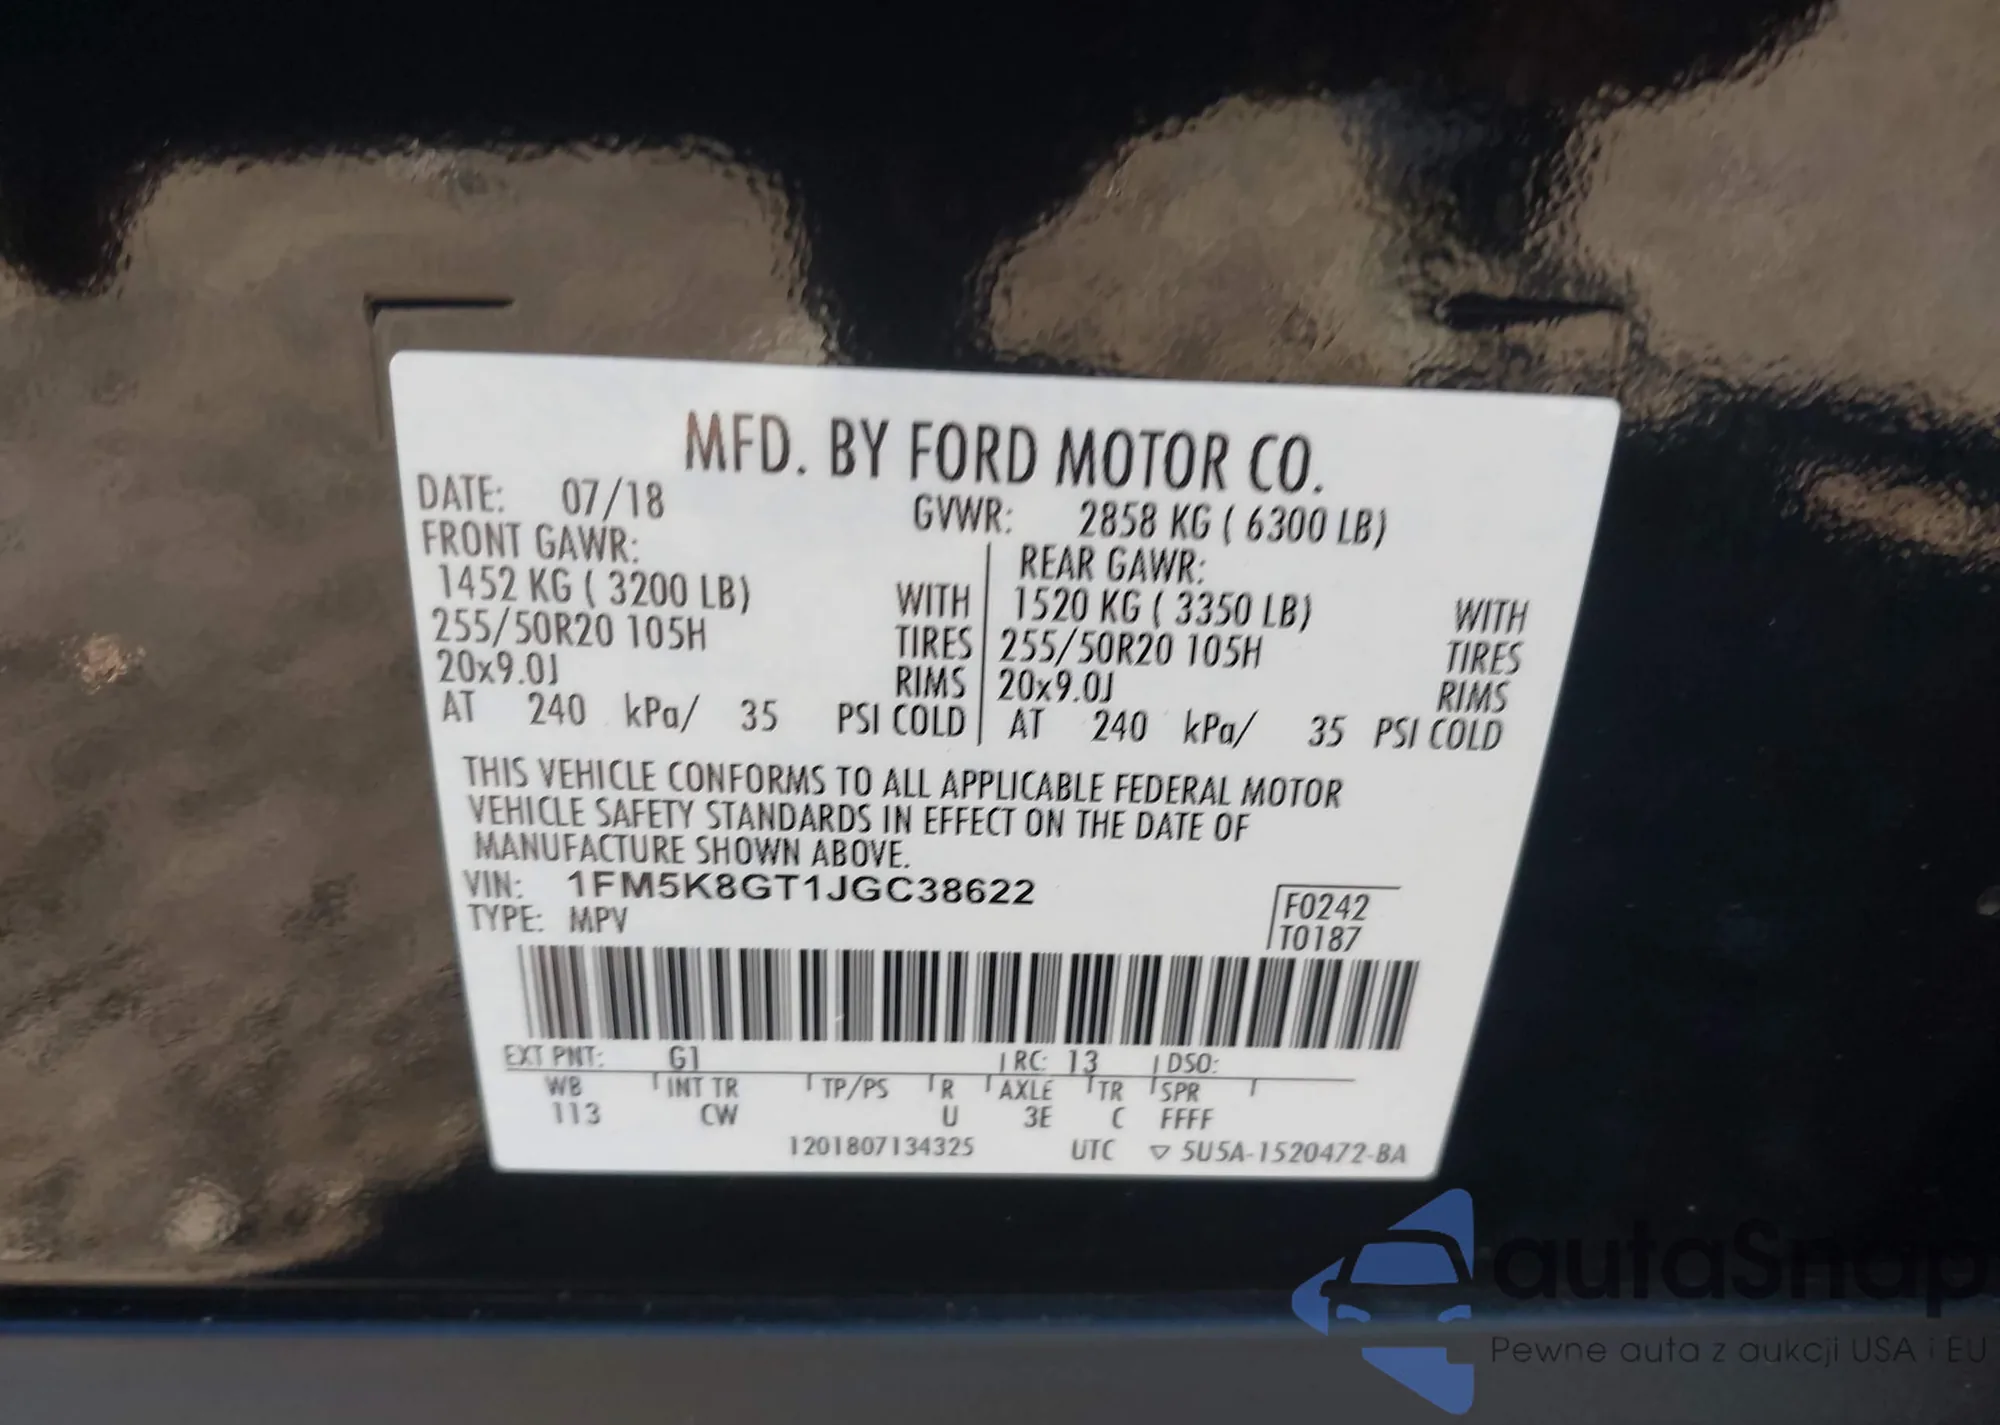 MFD. BY FORD MOTOR CO.
DATE: 07/18 GVWR: 2858 KG ( 6300 LB)
FRONT GAWR: REAR GAWR:
1452 KG ( 3200 LB) WITH 1520 KG ( 3350 LB) WITH
255/50R20 105H TIRES 255/50R20 105H TIRES
20x9.0J RIMS 20x9.0J RIMS
AT 240 kPa/ 35 PSI COLD AT 240 kPa/ 35 PSI COLD
THIS VEHICLE CONFORMS TO ALL APPLICABLE FEDERAL MOTOR
VEHICLE SAFETY STANDARDS IN EFFECT ON THE DATE OF
MANUFACTURE SHOWN ABOVE.
VIN: 1FM5K8GT1JGC38622
TYPE: MPV
F0242
T0187
EXT PNT: G1 RC: 13 DSO:
WB INT TR TP/PS R AXLE TR SPR
113 CW U 3E C FFFF
1201807134325 UTC ▽ 5U5A-1520472-BA
autaSnap
Pewne auta z aukcji USA i EU